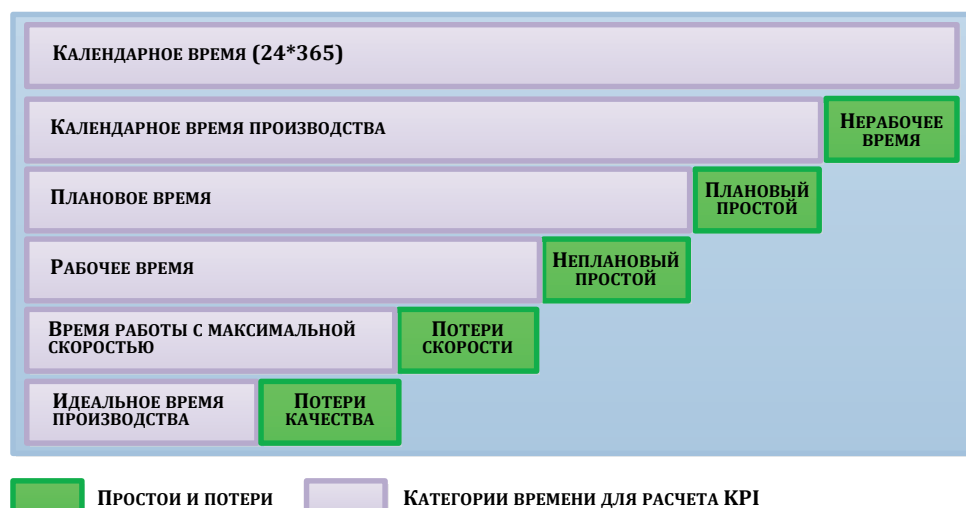 Календарное время (24*365)
Календарное время производства
Нерабочее
время
Плановое время
Плановый
простой
Рабочее время
Неплановый
простой
Время работы с максимальной
скоростью
Потери
скорости
Идеальное время
производства
Потери
качества
Простои и потери
Категории времени для расчета KPI